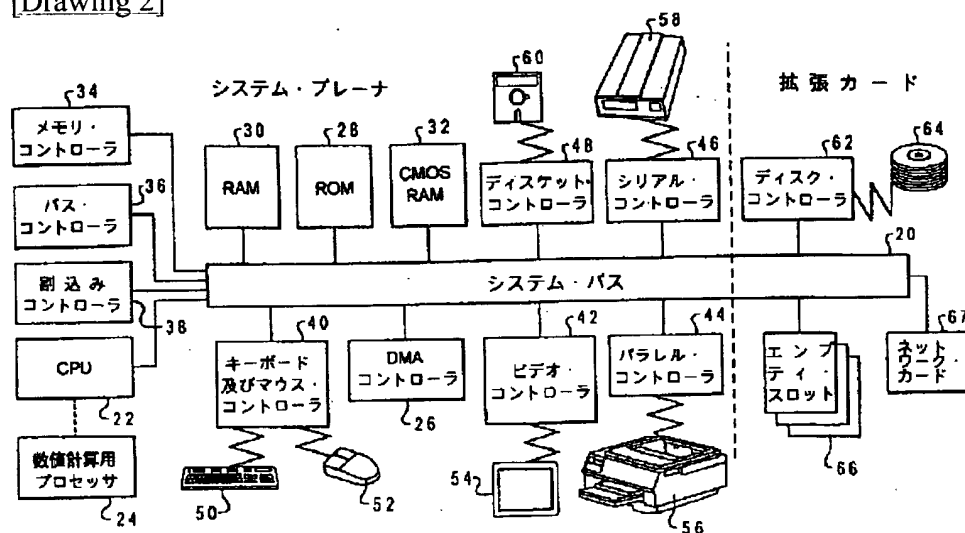 [Drawing 2]
58
60
システム・プレーナ
拡張カード
34
メモリ・
コントローラ
30
RAM
28
ROM
32
CMOS
RAM
48
ディスケット・
コントローラ
46
シリアル・
コントローラ
62
ディスク・
コントローラ
64
36
バス・
コントローラ
20
システム・バス
割込み
コントローラ
38
CPU
22
40
キーボード
及びマウス・
コントローラ
DMA
コントローラ
26
42
ビデオ・
コントローラ
44
パラレル・
コントローラ
エンプ
ティ・
スロット
66
67
ネット
ワーク・
カード
数値計算用
プロセッサ
24
50
52
54
56